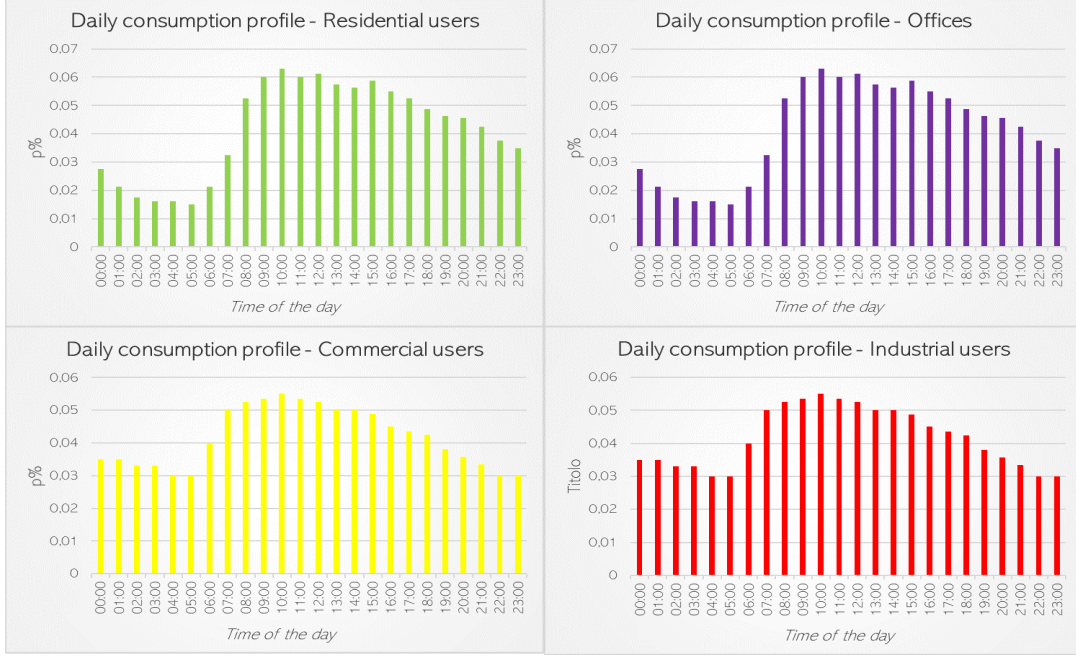 Daily consumption profile - Residential users
0,07
0,06
0,05
0,04
0,03
0,02
0,01
0
p%
00:00 01:00 02:00 03:00 04:00 05:00 06:00 07:00 08:00 09:00 10:00 11:00 12:00 13:00 14:00 15:00 16:00 17:00 18:00 19:00 20:00 21:00 22:00 23:00
Time of the day
Daily consumption profile - Offices
0,07
0,06
0,05
0,04
0,03
0,02
0,01
0
p%
00:00 01:00 02:00 03:00 04:00 05:00 06:00 07:00 08:00 09:00 10:00 11:00 12:00 13:00 14:00 15:00 16:00 17:00 18:00 19:00 20:00 21:00 22:00 23:00
Time of the day
Daily consumption profile - Commercial users
0,06
0,05
0,04
0,03
0,02
0,01
0
p%
00:00 01:00 02:00 03:00 04:00 05:00 06:00 07:00 08:00 09:00 10:00 11:00 12:00 13:00 14:00 15:00 16:00 17:00 18:00 19:00 20:00 21:00 22:00 23:00
Time of the day
Daily consumption profile - Industrial users
0,06
0,05
0,04
0,03
0,02
0,01
0
Titolo
00:00 01:00 02:00 03:00 04:00 05:00 06:00 07:00 08:00 09:00 10:00 11:00 12:00 13:00 14:00 15:00 16:00 17:00 18:00 19:00 20:00 21:00 22:00 23:00
Time of the day